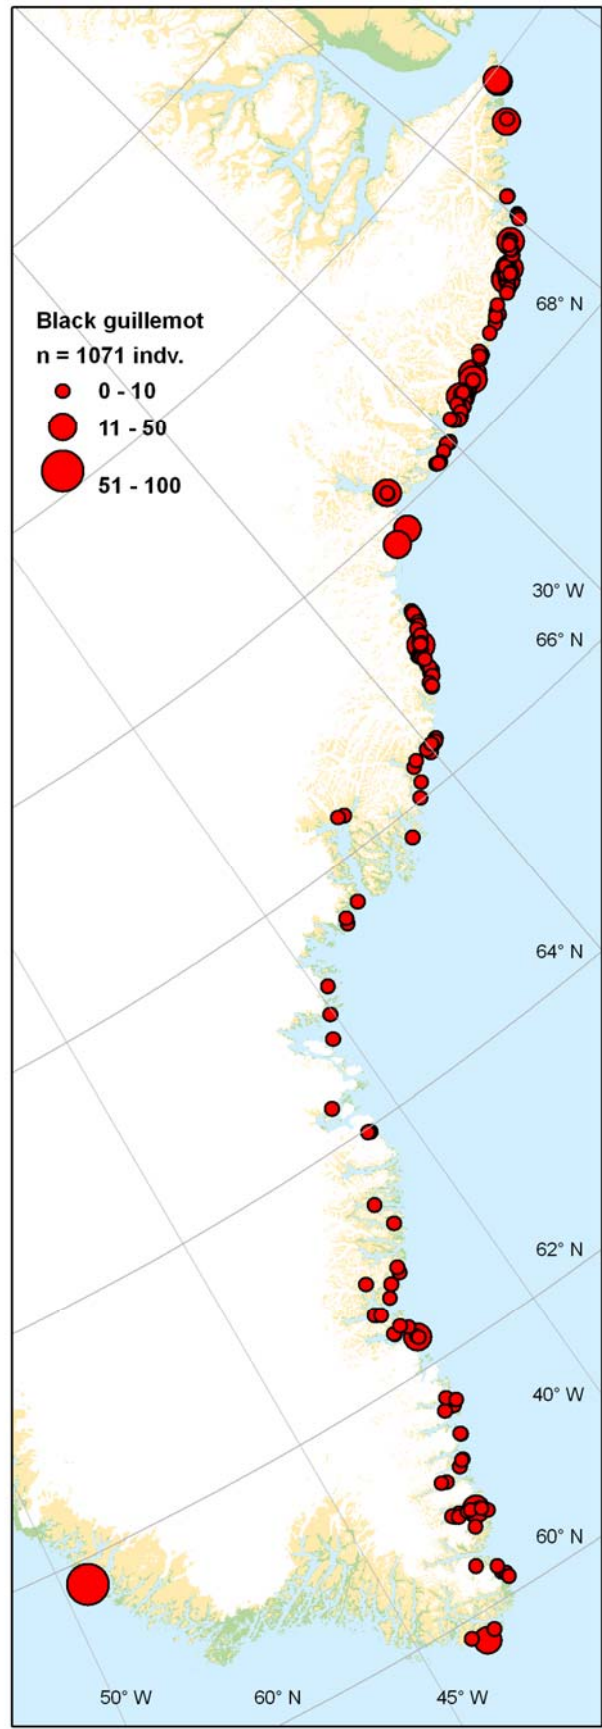 Black guillemot
n = 1071 indv.
0 - 10
11 - 50
51 - 100
68° N
30° W
66° N
64° N
62° N
40° W
60° N
50° W
60° N
45° W